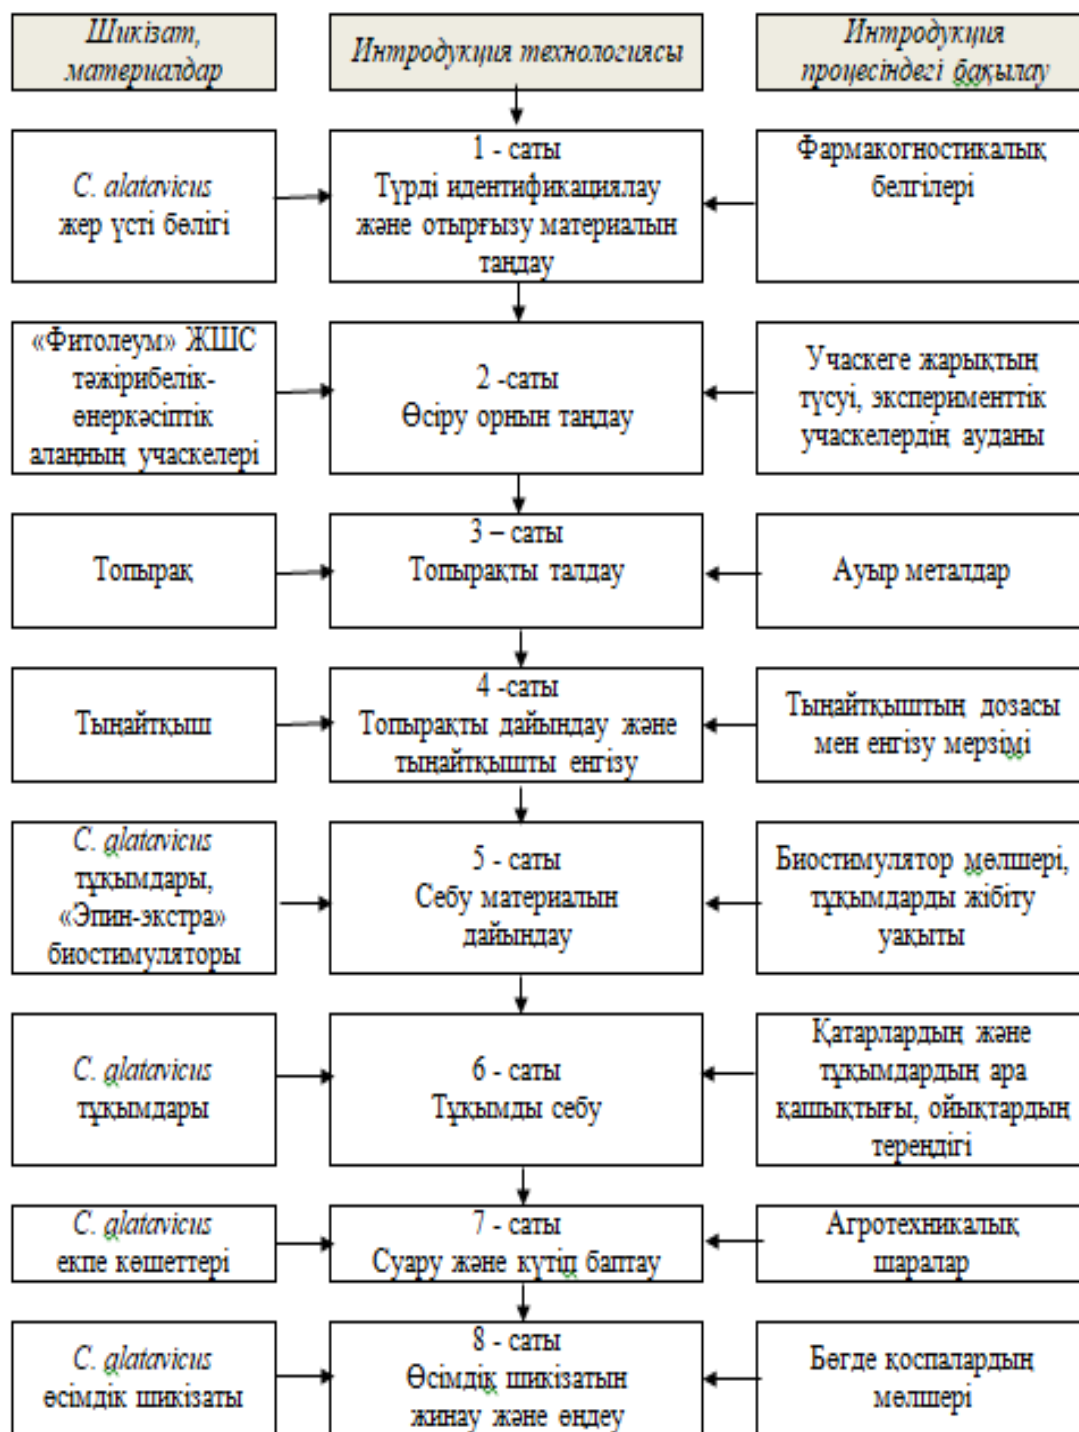 Шикізат,
материалдар
Интродукция технологиясы
Интродукция
процесіндегі бақылау
C. alatavicus
жер үсті бөлігі
1 - саты
Түрді идентификациялау
және отырғызу материалын
таңдау
Фармакогностикалық
белгілері
«Фитолеум» ЖШС
тәжірибелік-
өнеркәсіптік
алаңның учаскелері
2 -саты
Өсіру орнын таңдау
Учаскеге жарықтың
түсуі, эксперименттік
учаскелердің ауданы
Топырақ
3 – саты
Топырақты талдау
Ауыр металдар
Тыңайтқыш
4 -саты
Топырақты дайындау және
тыңайтқышты енгізу
Тыңайтқыштың дозасы
мен енгізу мерзімі
C. alatavicus
тұқымдары,
«Эпин-экстра»
биостимуляторы
5 - саты
Себу материалын
дайындау
Биостимулятор мөлшері,
тұқымдарды жібіту
уақыты
C. alatavicus
тұқымдары
6 - саты
Тұқымды себу
Қатарлардың және
тұқымдардың ара
қашықтығы, ойықтардың
тереңдігі
C. alatavicus
екпе көшеттері
7 - саты
Суару және күтіп баптау
Агротехникалық
шаралар
C. alatavicus
өсімдік шикізаты
8 - саты
Өсімдік шикізатын
жинау және өңдеу
Бөгде қоспалардың
мөлшері